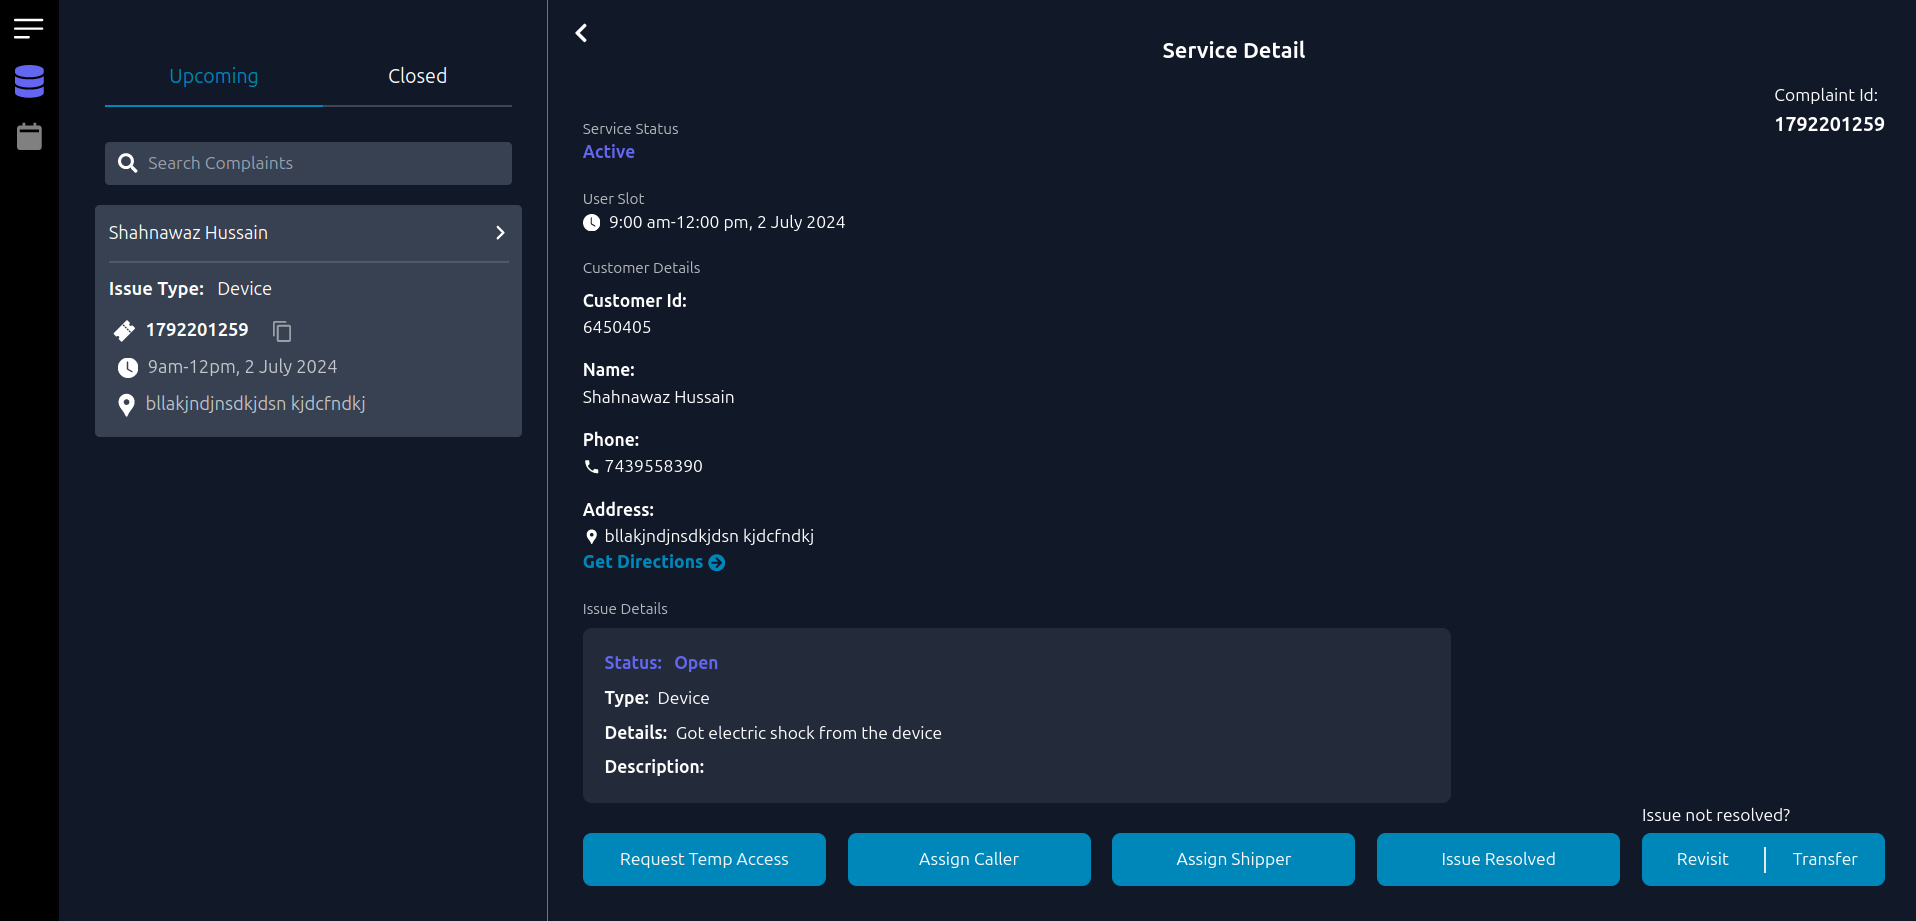 Upcoming
Closed
Search Complaints
Shahnawaz Hussain
Issue Type: Device
1792201259
9am-12pm, 2 July 2024
bllakjndjnsdkjdsn kjdcfndkj
Service Detail
Complaint Id:
1792201259
Service Status
Active
User Slot
9:00 am-12:00 pm, 2 July 2024
Customer Details
Customer Id:
6450405
Name:
Shahnawaz Hussain
Phone:
7439558390
Address:
bllakjndjnsdkjdsn kjdcfndkj
Get Directions
Issue Details
Status: Open
Type: Device
Details: Got electric shock from the device
Description:
Issue not resolved?
Request Temp Access
Assign Caller
Assign Shipper
Issue Resolved
Revisit
Transfer